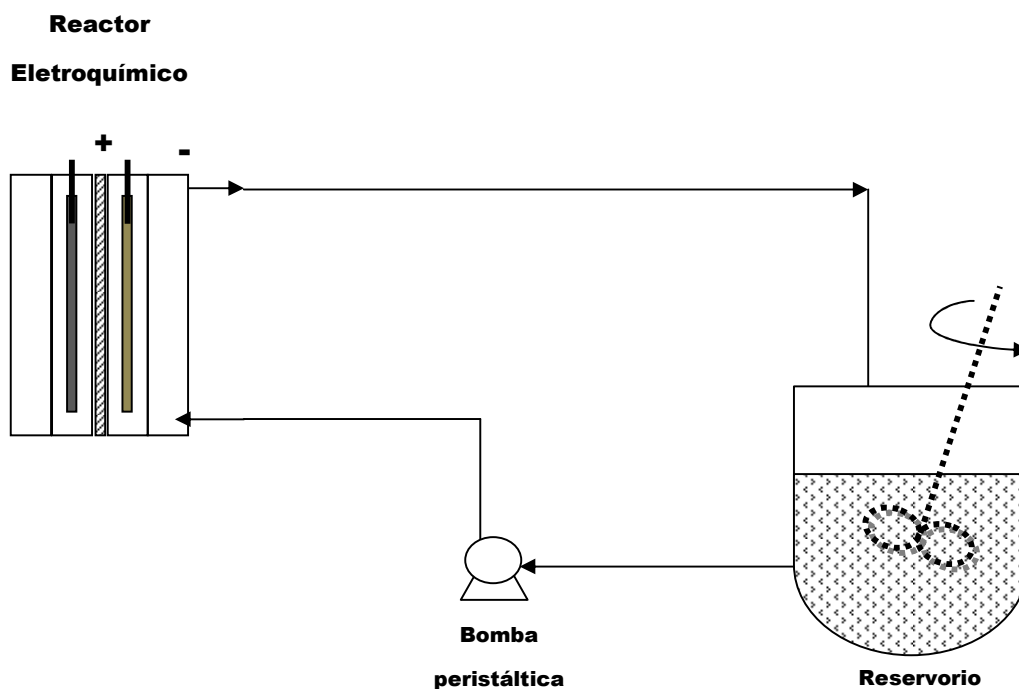 Reactor
Eletroquímico
+
-
Bomba
peristáltica
Reservorio